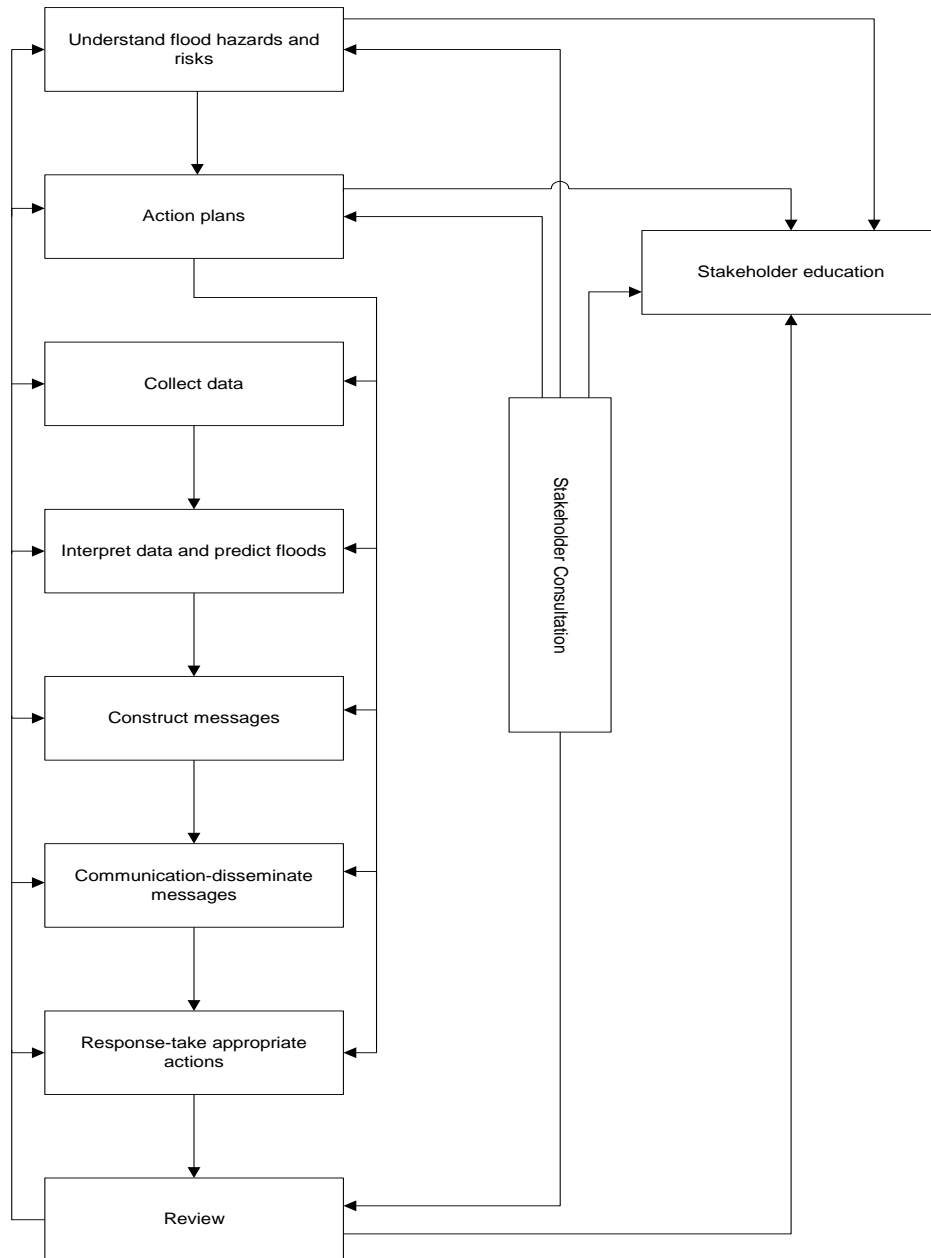 Understand flood hazards and
risks
Action plans
Stakeholder education
Collect data
Interpret data and predict floods
Stakeholder Consultation
Construct messages
Communication-disseminate
messages
Response-take appropriate
actions
Review